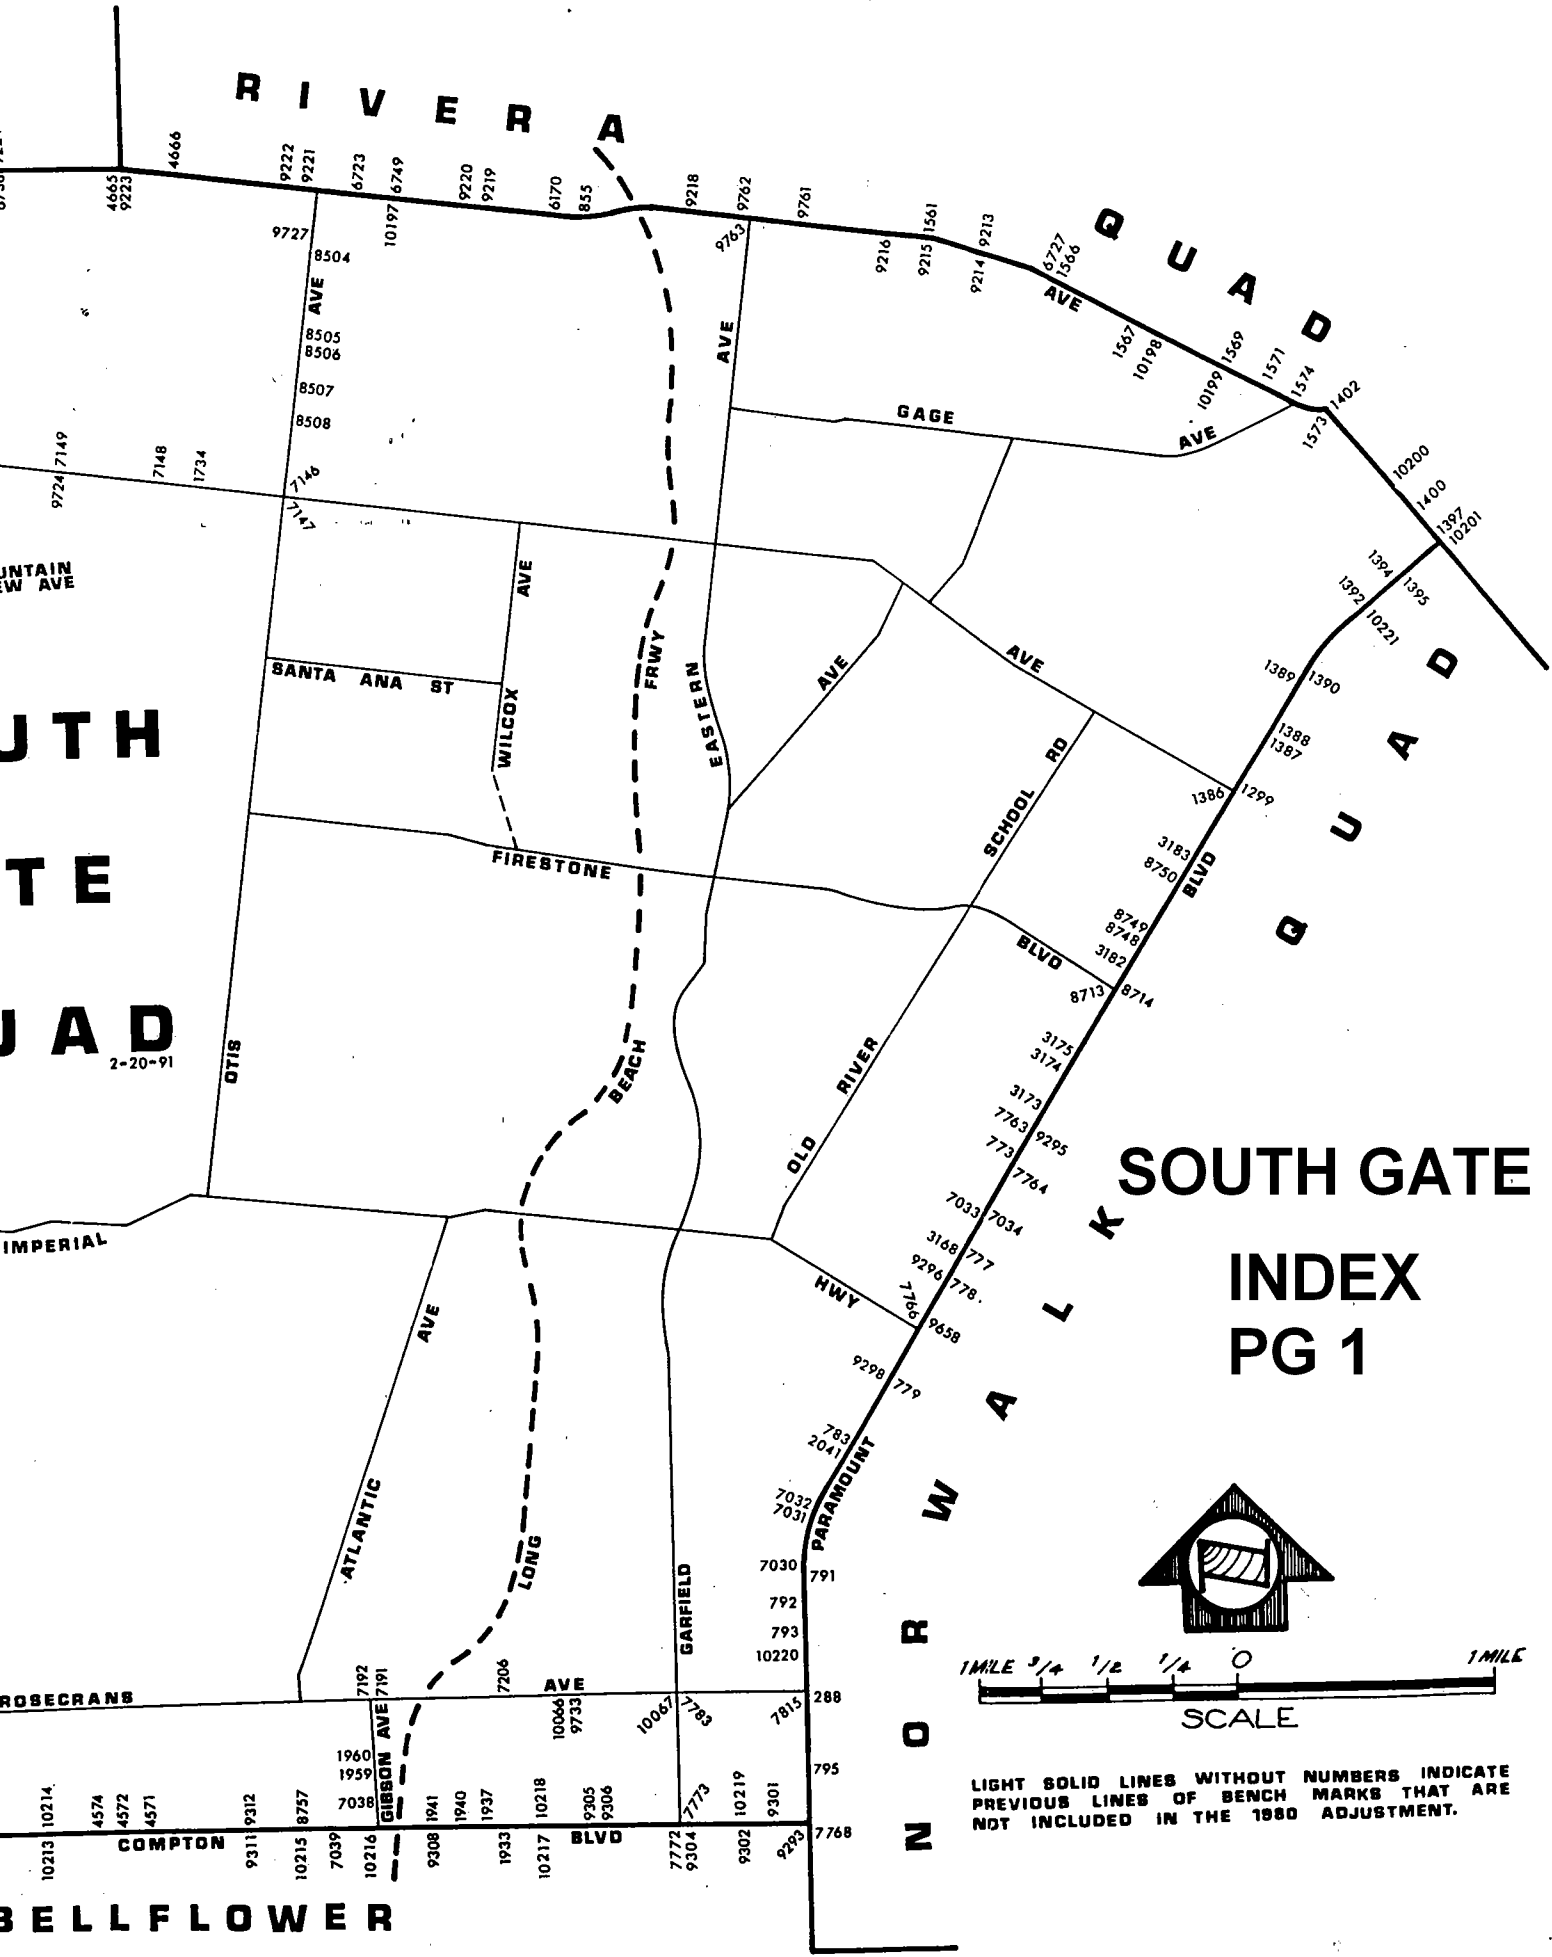 R I V E R A
Q U A D
4666
9222
9221
6723
6749
9220
9219
6170
855
9218
9762
9761
1561
9213
6727
1566
4665
9223
10197
9216
9215
9214
AVE
1567
10198
10199
1569
1571
1574
1573
1402
10200
1400
1397
10201
9727
8504
AVE
8505
8506
8507
8508
9763
AVE
GAGE
AVE
7149
9724
7148
1734
7146
7147
UNTAIN
EW AVE
AVE
SANTA ANA ST
WILCOX
FRWY
EASTERN
AVE
AVE
1394
1395
1392
10221
1389
1390
1388
1387
1386
1299
3183
8750
BLVD
8749
8748
3182
8713
8714
Q U A D
UTH
TE
UAD
2-20-91
FIRESTONE
BLVD
SCHOOL RD
OLD RIVER
OTIS
BEACH
3175
3174
3173
7763
9295
773
7764
7033
7034
3168
777
9296
778
7766
9658
9298
779
783
2041
7032
7031
PARAMOUNT
7030
791
792
793
10220
IMPERIAL
HWY
AVE
ATLANTIC
LONG
GARFIELD
N O R W A L K
SOUTH GATE
INDEX
PG 1
1 MILE 3/4 1/2 1/4 0 1 MILE
SCALE
ROSECRANS
AVE
7192
7191
7206
10066
9733
10067
7783
7815
288
GIBSON AVE
1960
1959
7038
795
10214
4574
4572
4571
9312
8757
1941
1940
1937
10218
9305
9306
7773
10219
9301
COMPTON
BLVD
10213
9311
10215
7039
10216
9308
1933
10217
7772
9304
9302
9293
7768
BELLFLOWER
LIGHT SOLID LINES WITHOUT NUMBERS INDICATE
PREVIOUS LINES OF BENCH MARKS THAT ARE
NOT INCLUDED IN THE 1980 ADJUSTMENT.